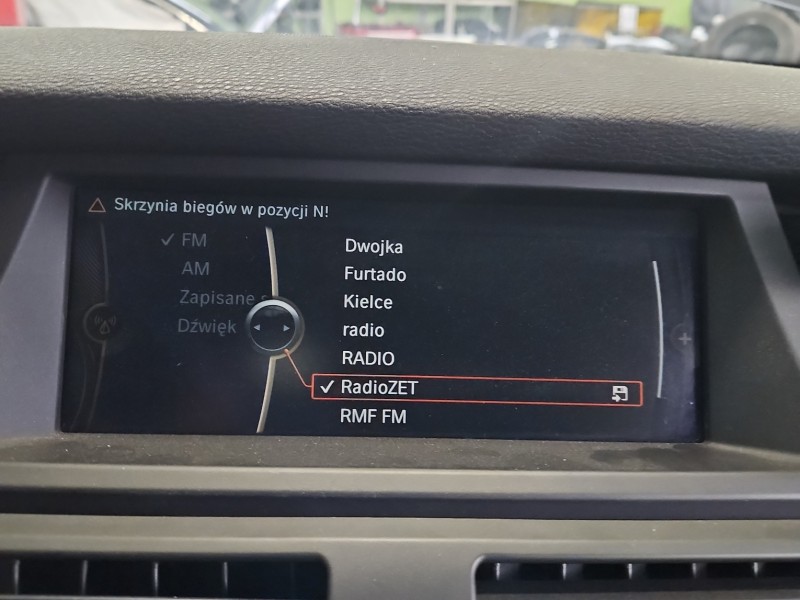 Skrzynia biegów w pozycji N!
FM
AM
Zapisane s
Dźwięk
Dwojka
Furtado
Kielce
radio
RADIO
RadioZET
RMF FM